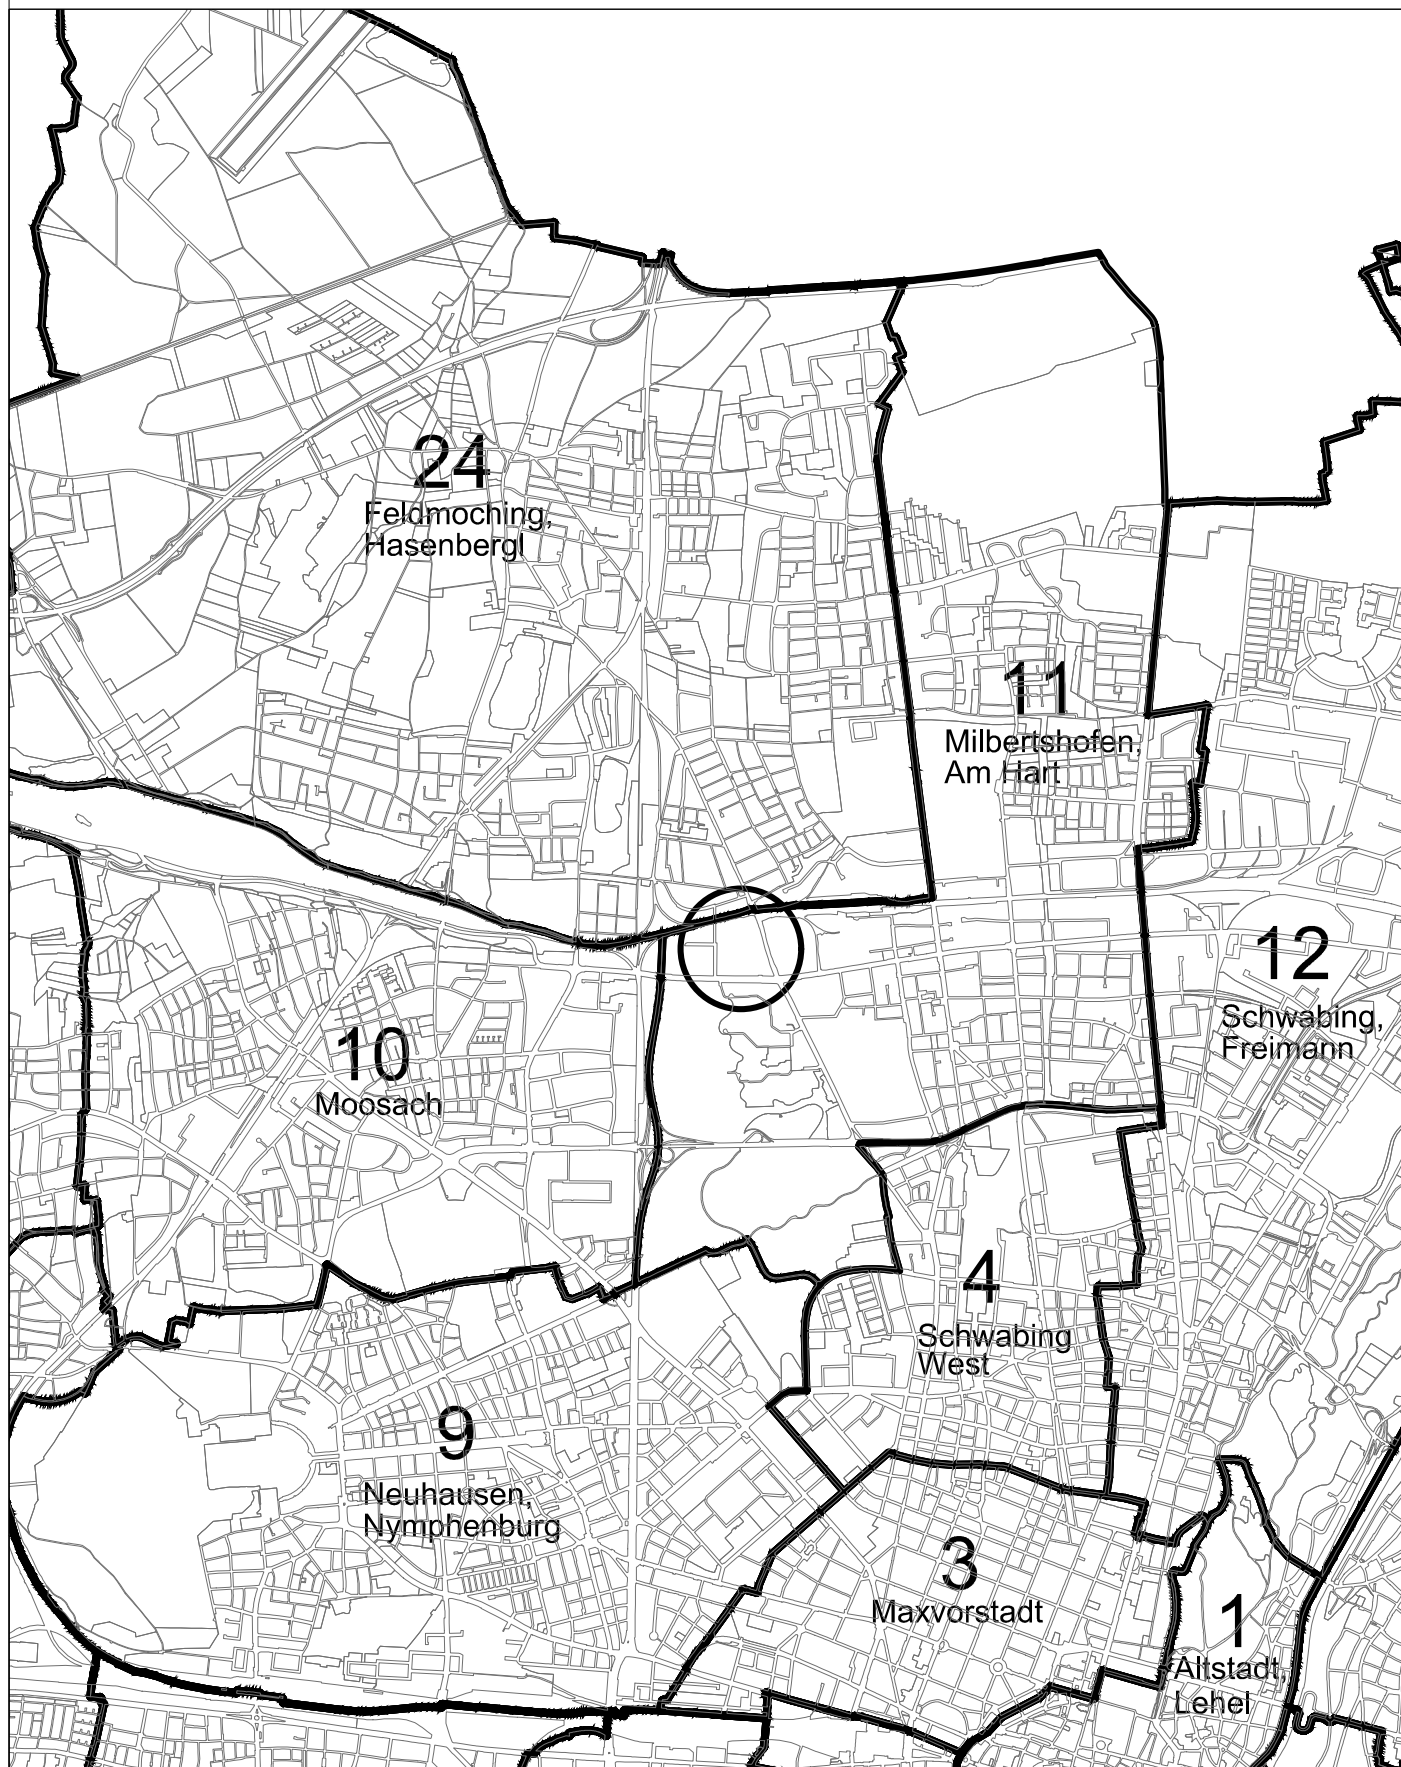 24
Feldmoching,
Hasenbergl
11
Milbertshofen,
Am Hart
12
Schwabing,
Freimann
10
Moosach
4
Schwabing
West
9
Neuhausen,
Nymphenburg
3
Maxvorstadt
1
Altstadt,
Lehel